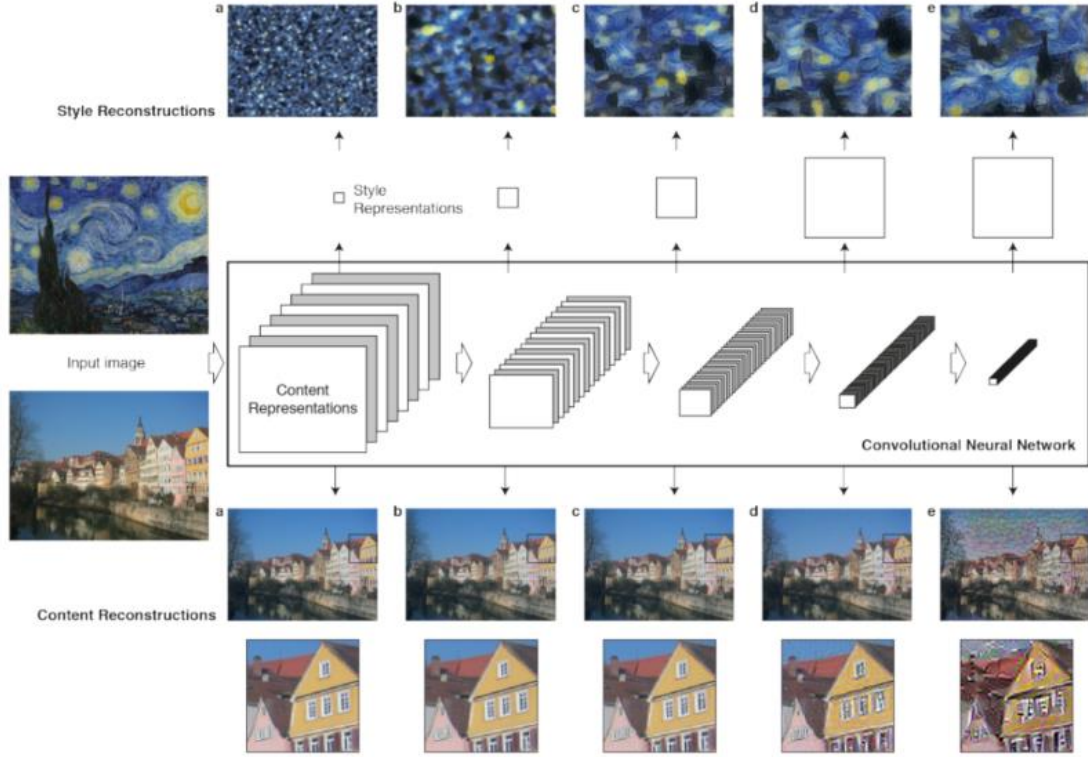 a
b
c
d
e
Style Reconstructions
Style
Representations
Input image
Content
Representations
Convolutional Neural Network
a
b
c
d
e
Content Reconstructions